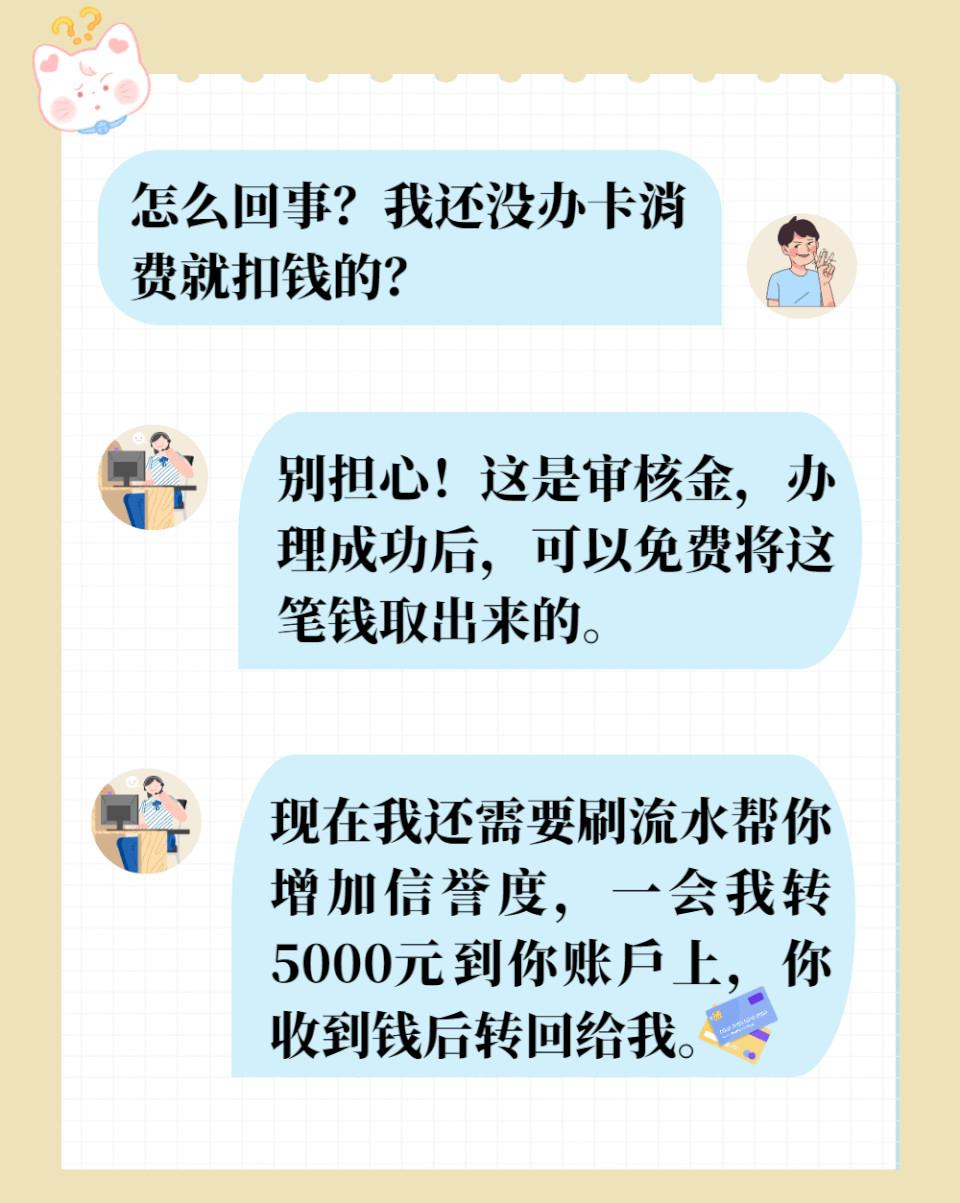 怎么回事？我还没办卡消
费就扣钱的？
别担心！这是审核金，办
理成功后，可以免费将这
笔钱取出来的。
现在我还需要刷流水帮你
增加信誉度，一会我转
5000元到你账戶上，你
收到钱后转回给我。